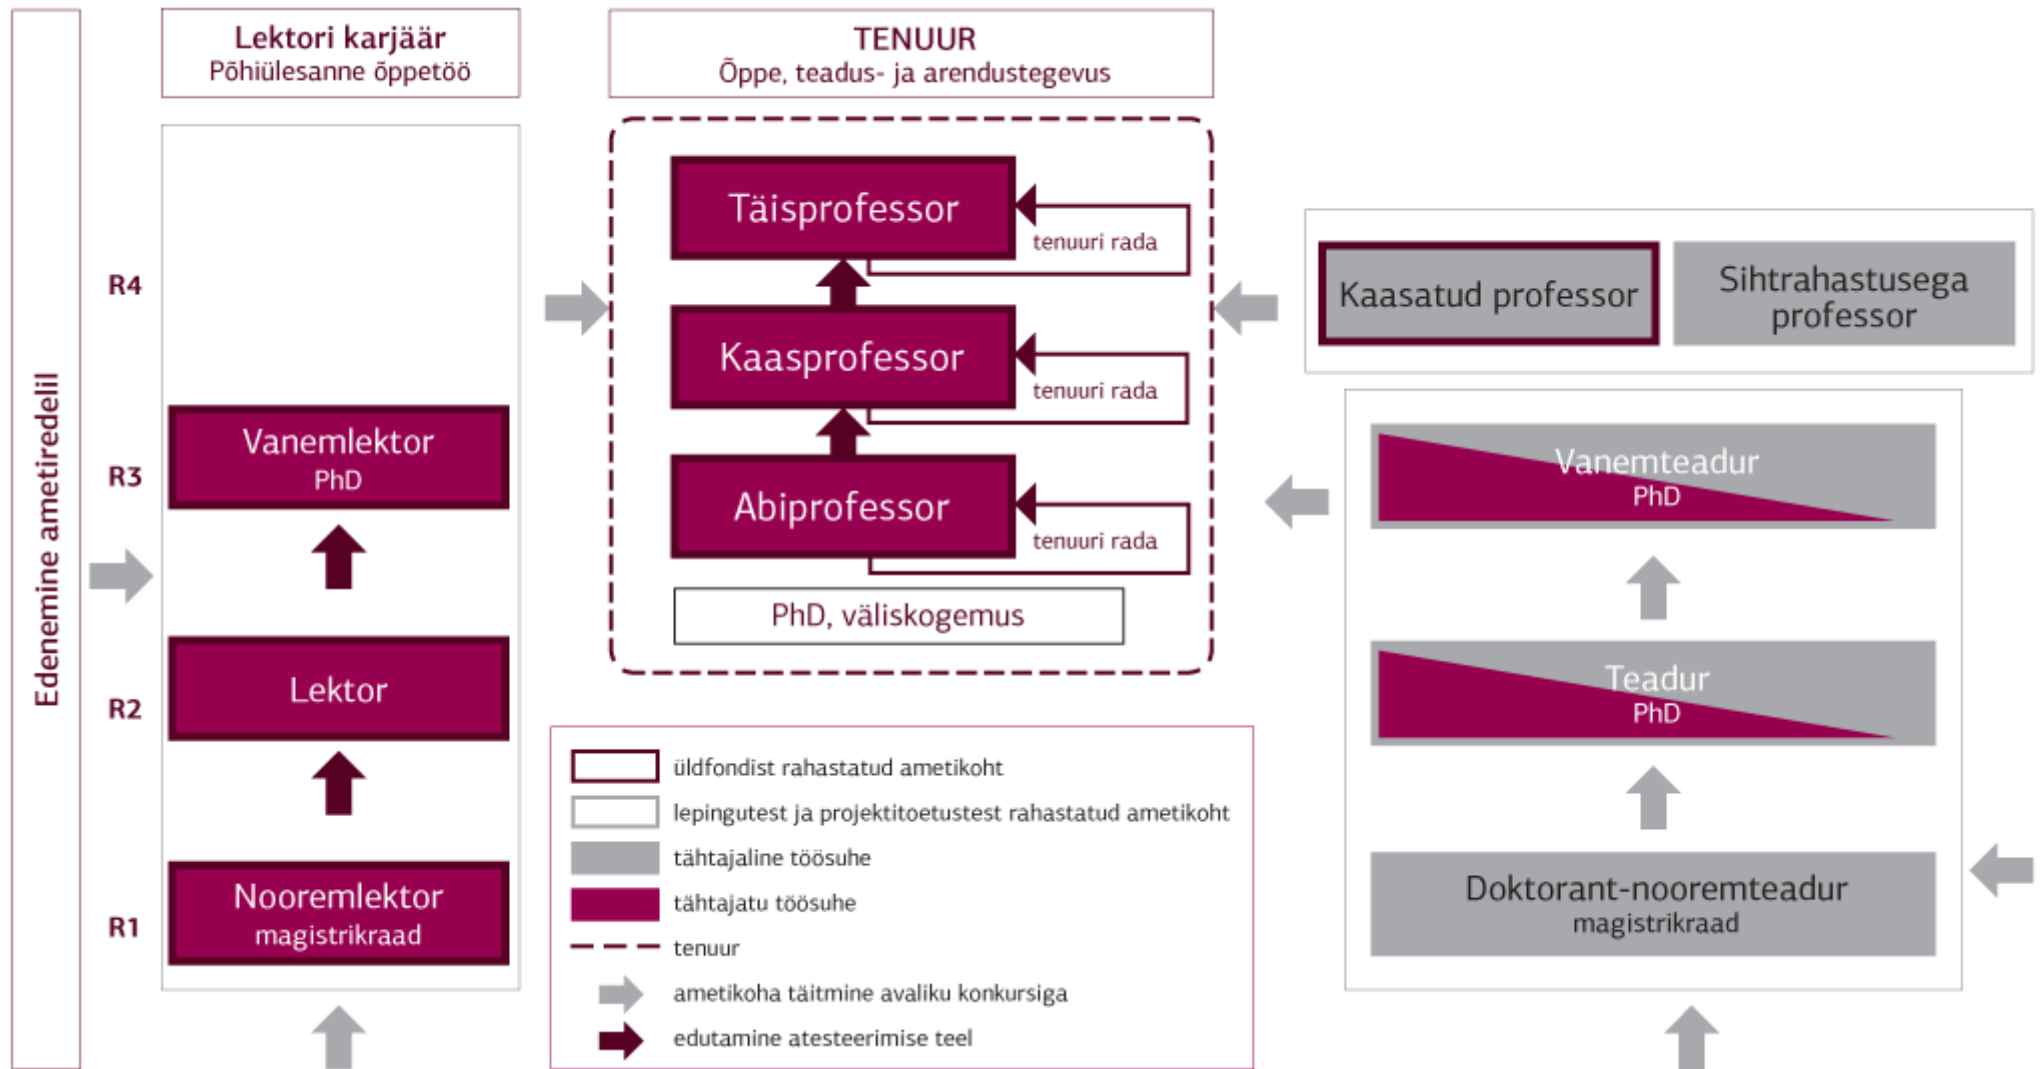 Edenemine ametiredelil
Lektori karjäär
Põhiülesanne õppetöö
R4
R3
R2
R1
Vanemlektor
PhD
Lektor
Nooremlektor
magistrikraad
TENUUR
Õppe, teadus- ja arendustegevus
Täisprofessor
tenuuri rada
Kaasprofessor
tenuuri rada
Abiprofessor
tenuuri rada
PhD, väliskogemus
üldfondist rahastatud ametikoht
lepingutest ja projektitoetustest rahastatud ametikoht
tähtajaline töösuhe
tähtajatu töösuhe
tenuur
ametikoha täitmine avaliku konkursiga
edutamine atesteerimise teel
Kaasatud professor
Sihtrahastusega
professor
Vanemteadur
PhD
Teadur
PhD
Doktorant-nooremteadur
magistrikraad